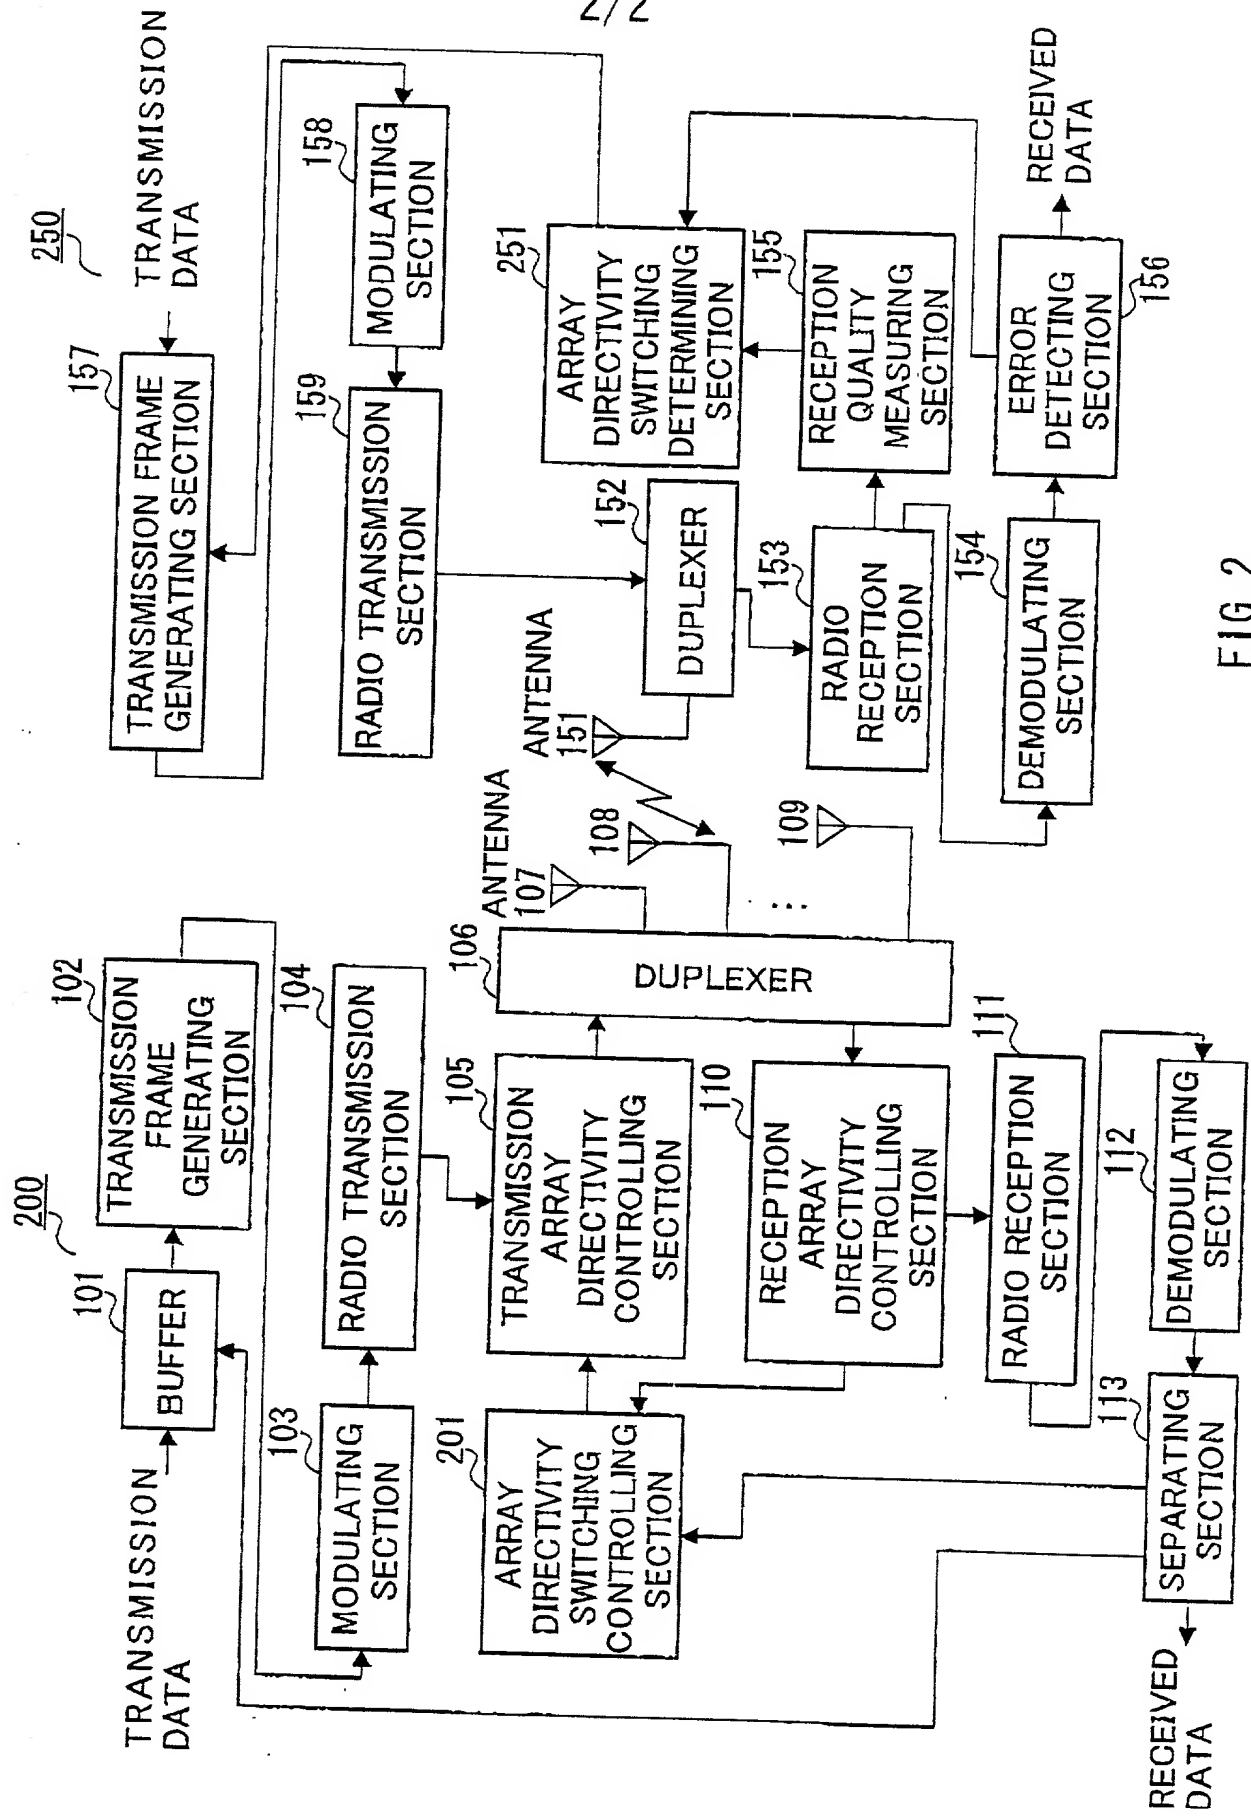 2/2
200
TRANSMISSION
DATA
101
BUFFER
102
TRANSMISSION
FRAME
GENERATING
SECTION
103
MODULATING
SECTION
104
RADIO TRANSMISSION
SECTION
201
ARRAY
DIRECTIVITY
SWITCHING
CONTROLLING
SECTION
105
TRANSMISSION
ARRAY
DIRECTIVITY
CONTROLLING
SECTION
106
DUPLEXER
ANTENNA
107
108
109
...
110
RECEPTION
ARRAY
DIRECTIVITY
CONTROLLING
SECTION
111
RADIO RECEPTION
SECTION
112
DEMODULATING
SECTION
113
SEPARATING
SECTION
RECEIVED
DATA
250
TRANSMISSION
DATA
157
TRANSMISSION FRAME
GENERATING SECTION
158
MODULATING
SECTION
159
RADIO TRANSMISSION
SECTION
ANTENNA
151
152
DUPLEXER
251
ARRAY
DIRECTIVITY
SWITCHING
DETERMINING
SECTION
153
RADIO
RECEPTION
SECTION
155
RECEPTION
QUALITY
MEASURING
SECTION
154
DEMODULATING
SECTION
156
ERROR
DETECTING
SECTION
RECEIVED
DATA
FIG. 2